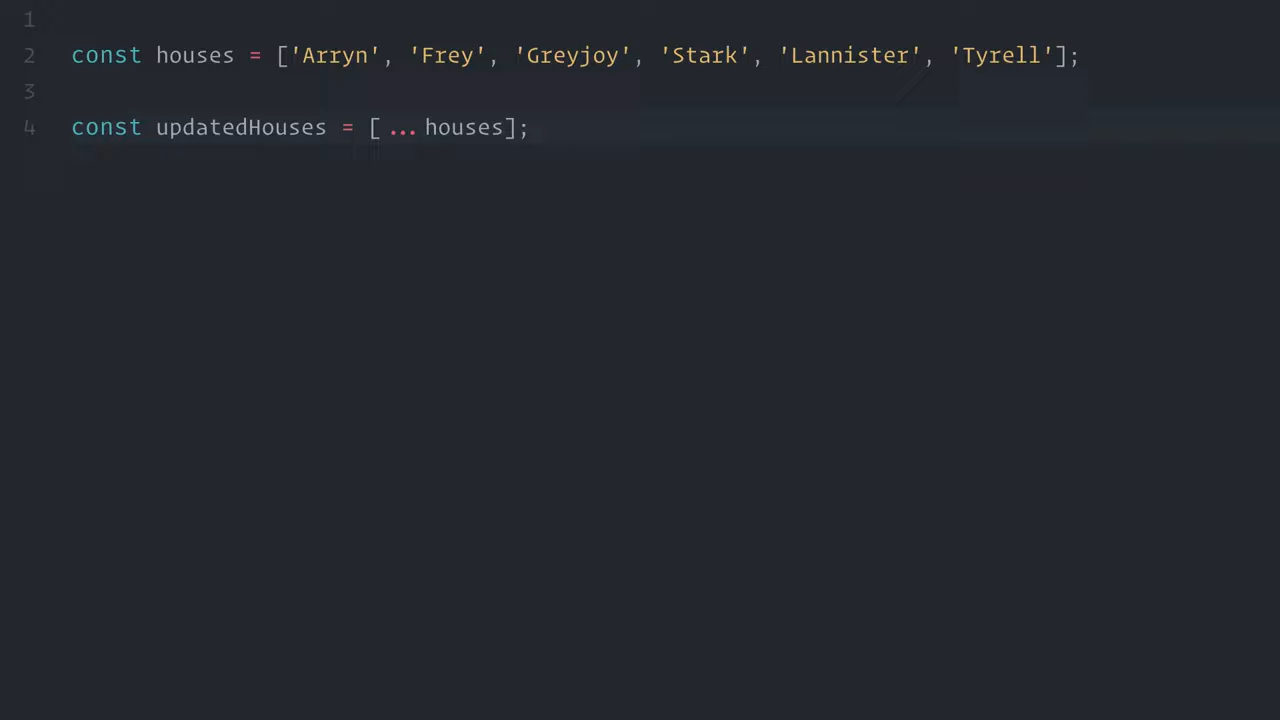 1
2 const houses = ['Arryn', 'Frey', 'Greyjoy', 'Stark', 'Lannister', 'Tyrell'];
3
4 const updatedHouses = [...houses];